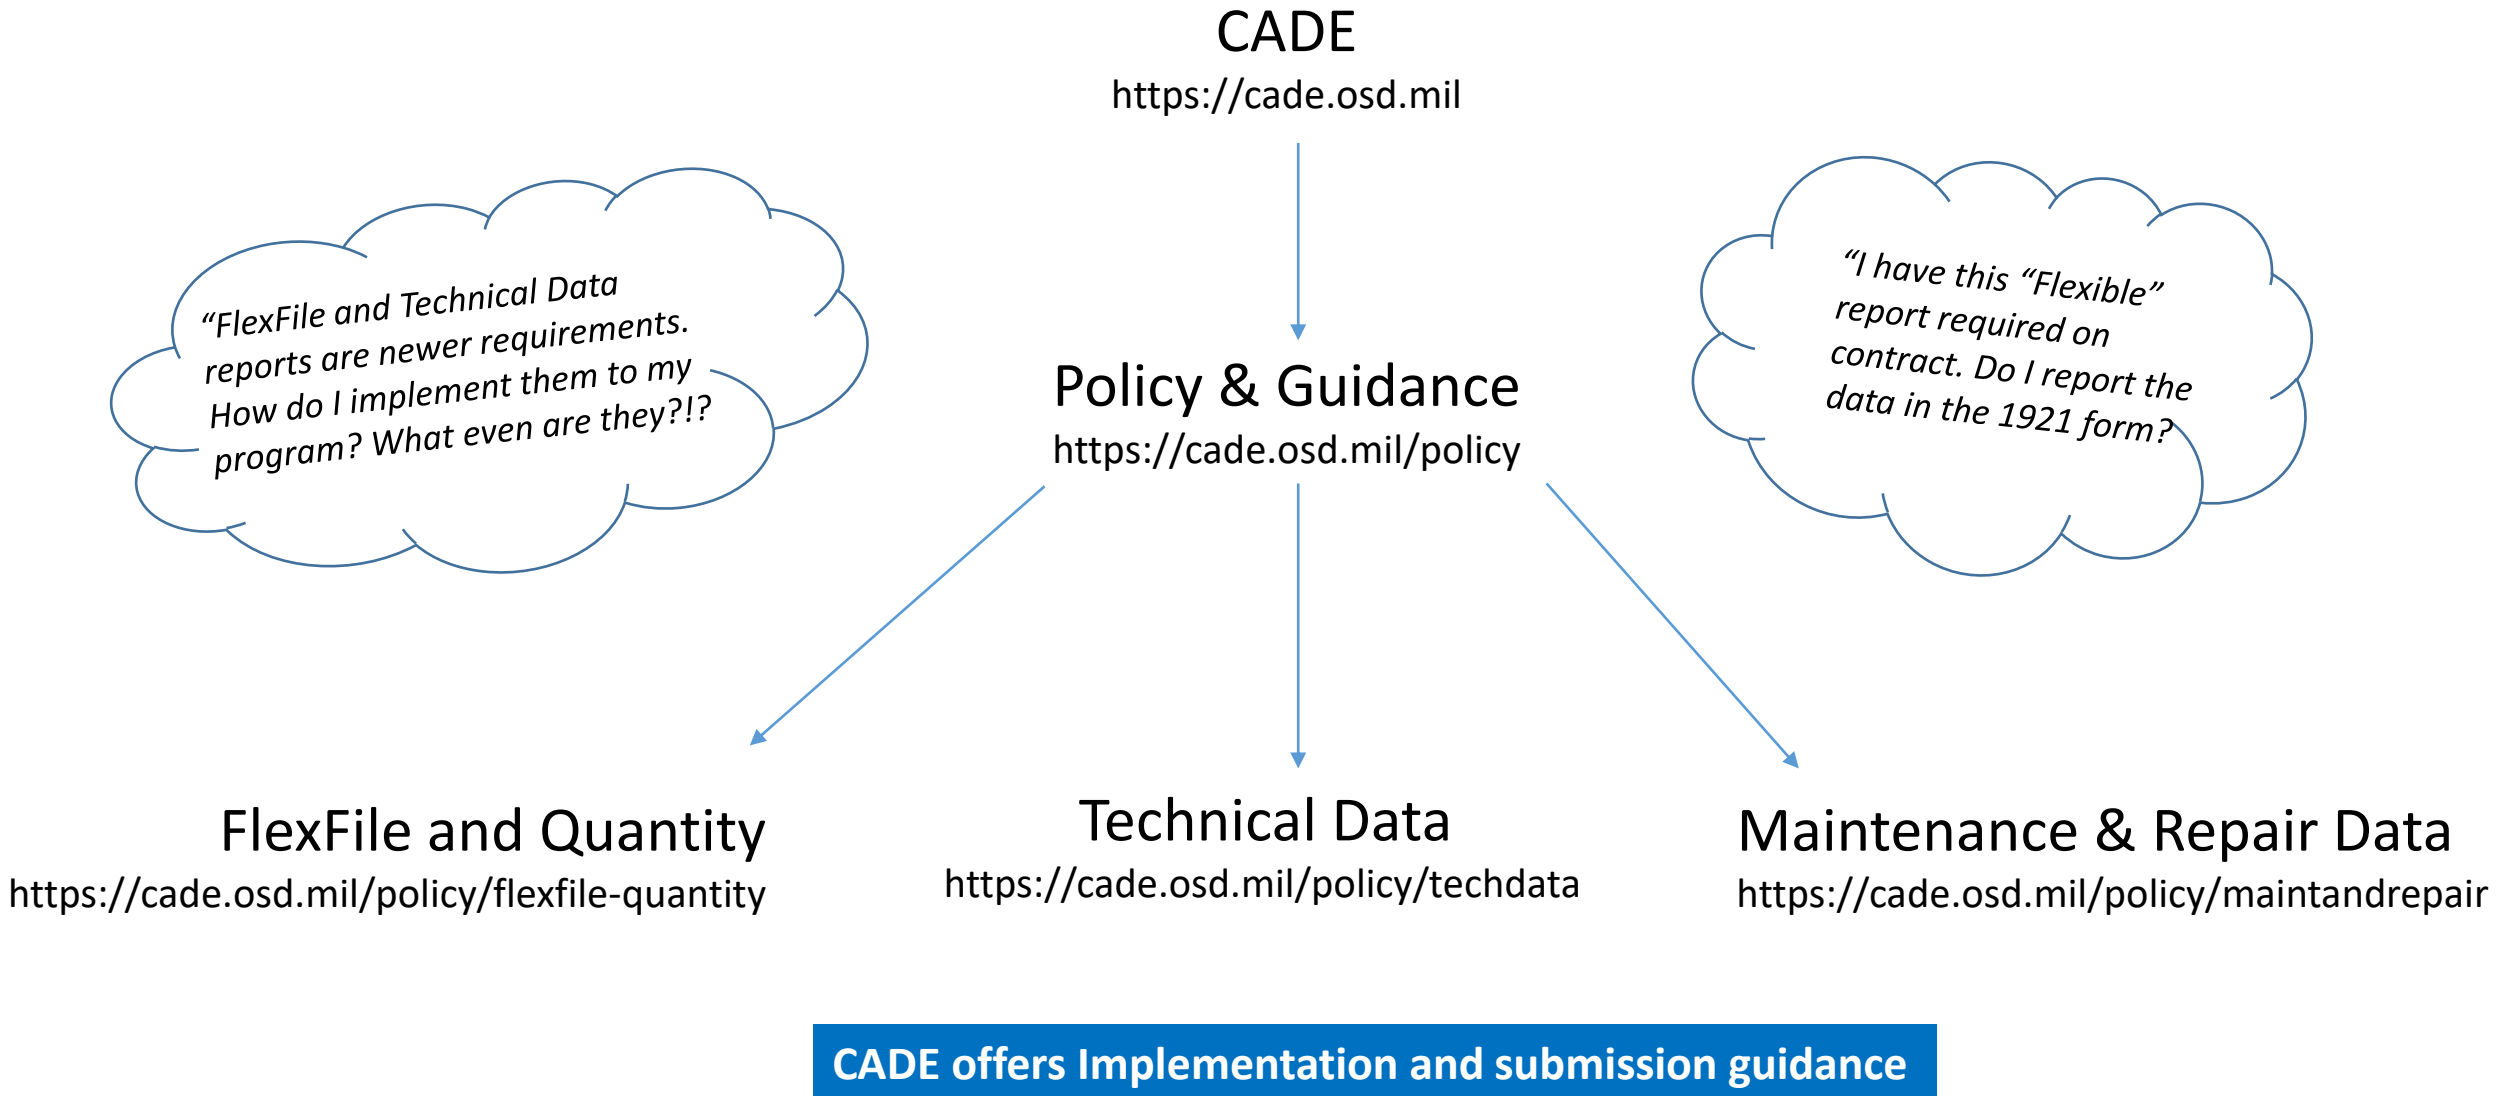 CADE
https://cade.osd.mil
“FlexFile and Technical Data
reports are newer requirements.
How do I implement them to my
program? What even are they?!?
“I have this “Flexible”
report required on
contract. Do I report the
data in the 1921 form?
Policy & Guidance
https://cade.osd.mil/policy
FlexFile and Quantity
https://cade.osd.mil/policy/flexfile-quantity
Technical Data
https://cade.osd.mil/policy/techdata
Maintenance & Repair Data
https://cade.osd.mil/policy/maintandrepair
CADE offers Implementation and submission guidance